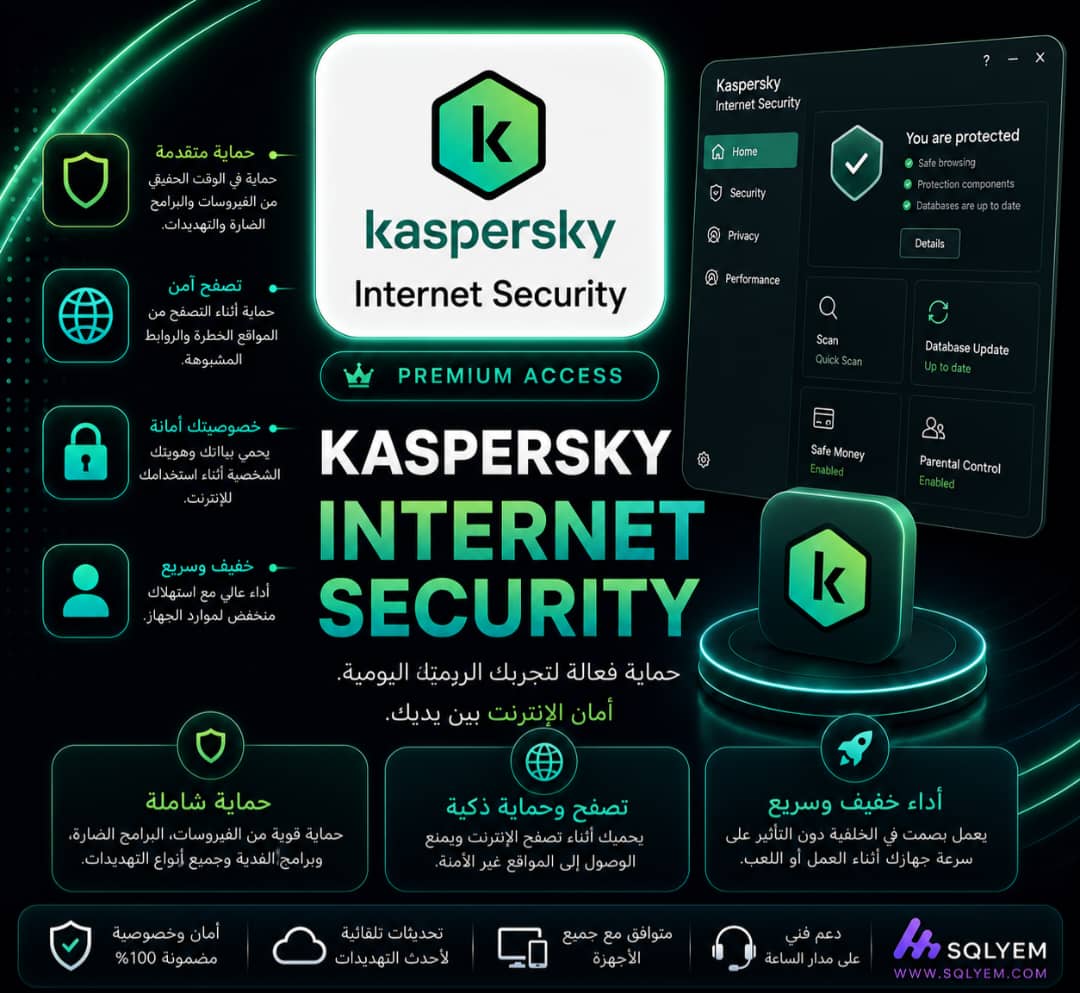 k
kaspersky
Internet Security
PREMIUM ACCESS
KASPERSKY
INTERNET
SECURITY
حماية فعالة لتجربك اليومية.
أمان الإنترنت بين يديك.
حماية متقدمة
حماية في الوقت الحفيقي
من الفيروسات والبرامج
الضارة والتهديدات.
تصفح آمن
حماية أثناء التصفح من
المواقع الخطرة والروابط
المشبوهة.
خصوصيتك أمانة
يحمي بياناتك وهويتك
الشخصية أثناء استخدامك
للإنترنت.
خفيف وسريع
أداء عالي مع استهلاك
منخفض لموارد الجهاز.
Kaspersky
Internet Security
? — X
Home
Security
Privacy
Performance
You are protected
Safe browsing
Protection components
Databases are up to date
Details
Scan
Quick Scan
Database Update
Up to date
Safe Money
Enabled
Parental Control
Enabled
k
أداء خفيف وسريع
يعمل بصمت في الخلفية دون التأثير على
سرعة جهازك أثناء العمل أو اللعب.
تصفح وحماية ذكية
يحميك أثناء تصفح الإنترنت ويمنع
الوصول إلى المواقع غير الأمنة.
حماية شاملة
حماية قوية من الفيروسات، البرامج الضارة،
وبرامج الفدية وجميع أنواع التهديدات.
أمان وخصوصية
مضمونة 100%
تحديثات تلقائية
لأحدث التهديدات
متوافق مع جميع
الأجهزة
دعم فني
على مدار الساعة
SQLYEM
WWW.SQLYEM.COM